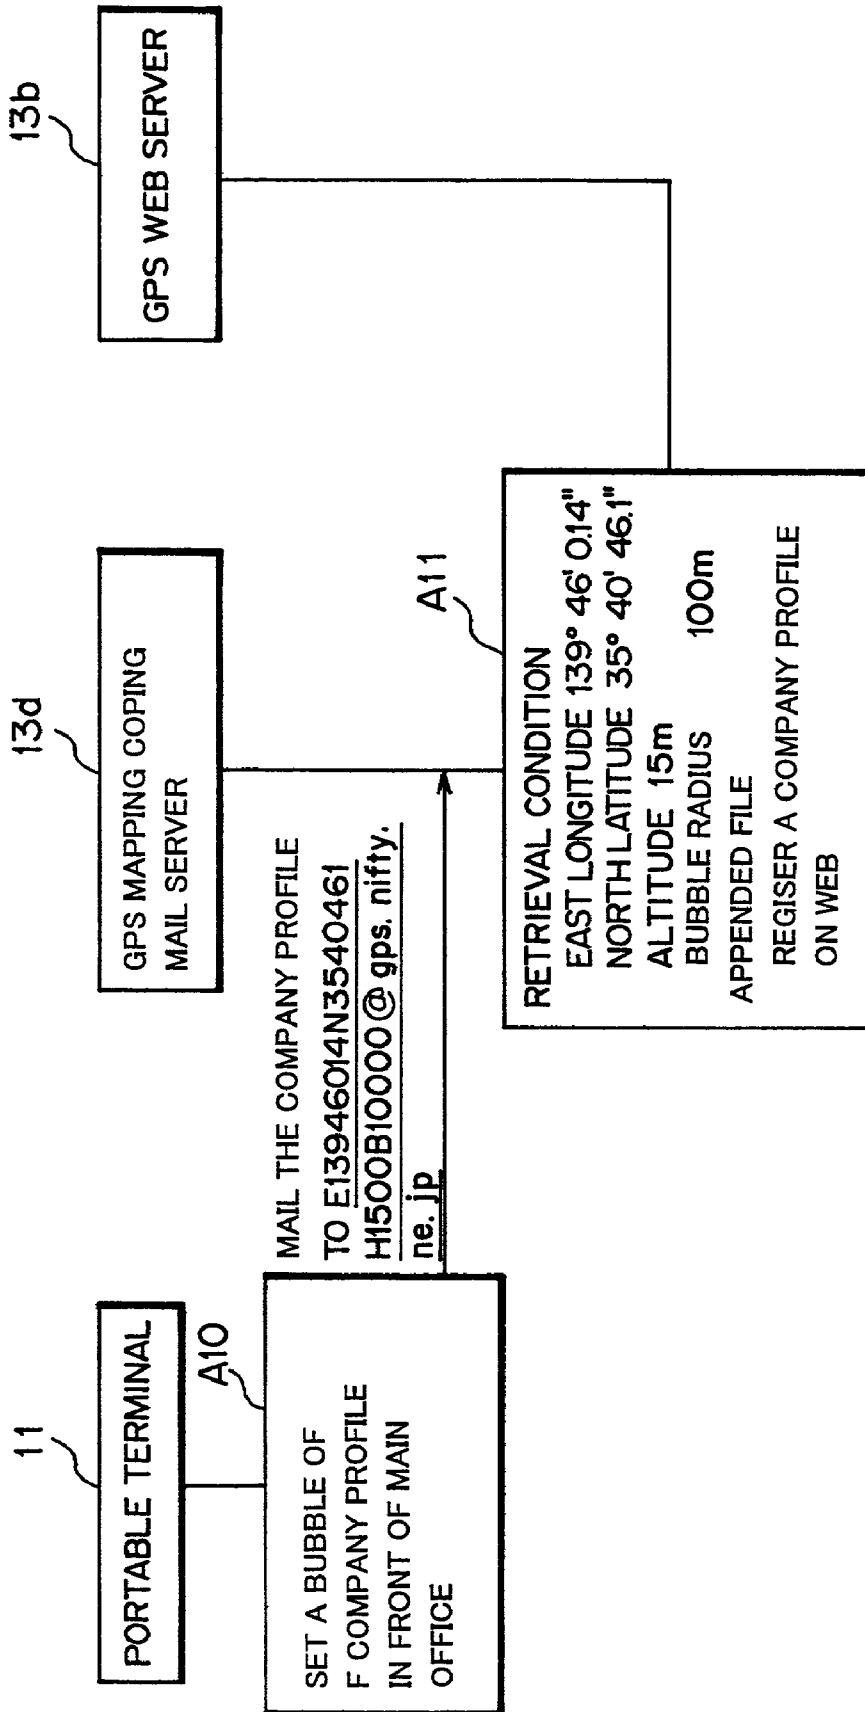 11
PORTABLE TERMINAL
A10
SET A BUBBLE OF
F COMPANY PROFILE
IN FRONT OF MAIN
OFFICE
MAIL THE COMPANY PROFILE
TO E13946014N3540461
H1500B10000@gps.nifty.
ne.jp
13d
GPS MAPPING COPING
MAIL SERVER
A11
RETRIEVAL CONDITION
EAST LONGITUDE 139° 46' 0.14"
NORTH LATITUDE 35° 40' 46.1"
ALTITUDE 15m
BUBBLE RADIUS 100m
APPENDED FILE
REGISER A COMPANY PROFILE
ON WEB
13b
GPS WEB SERVER